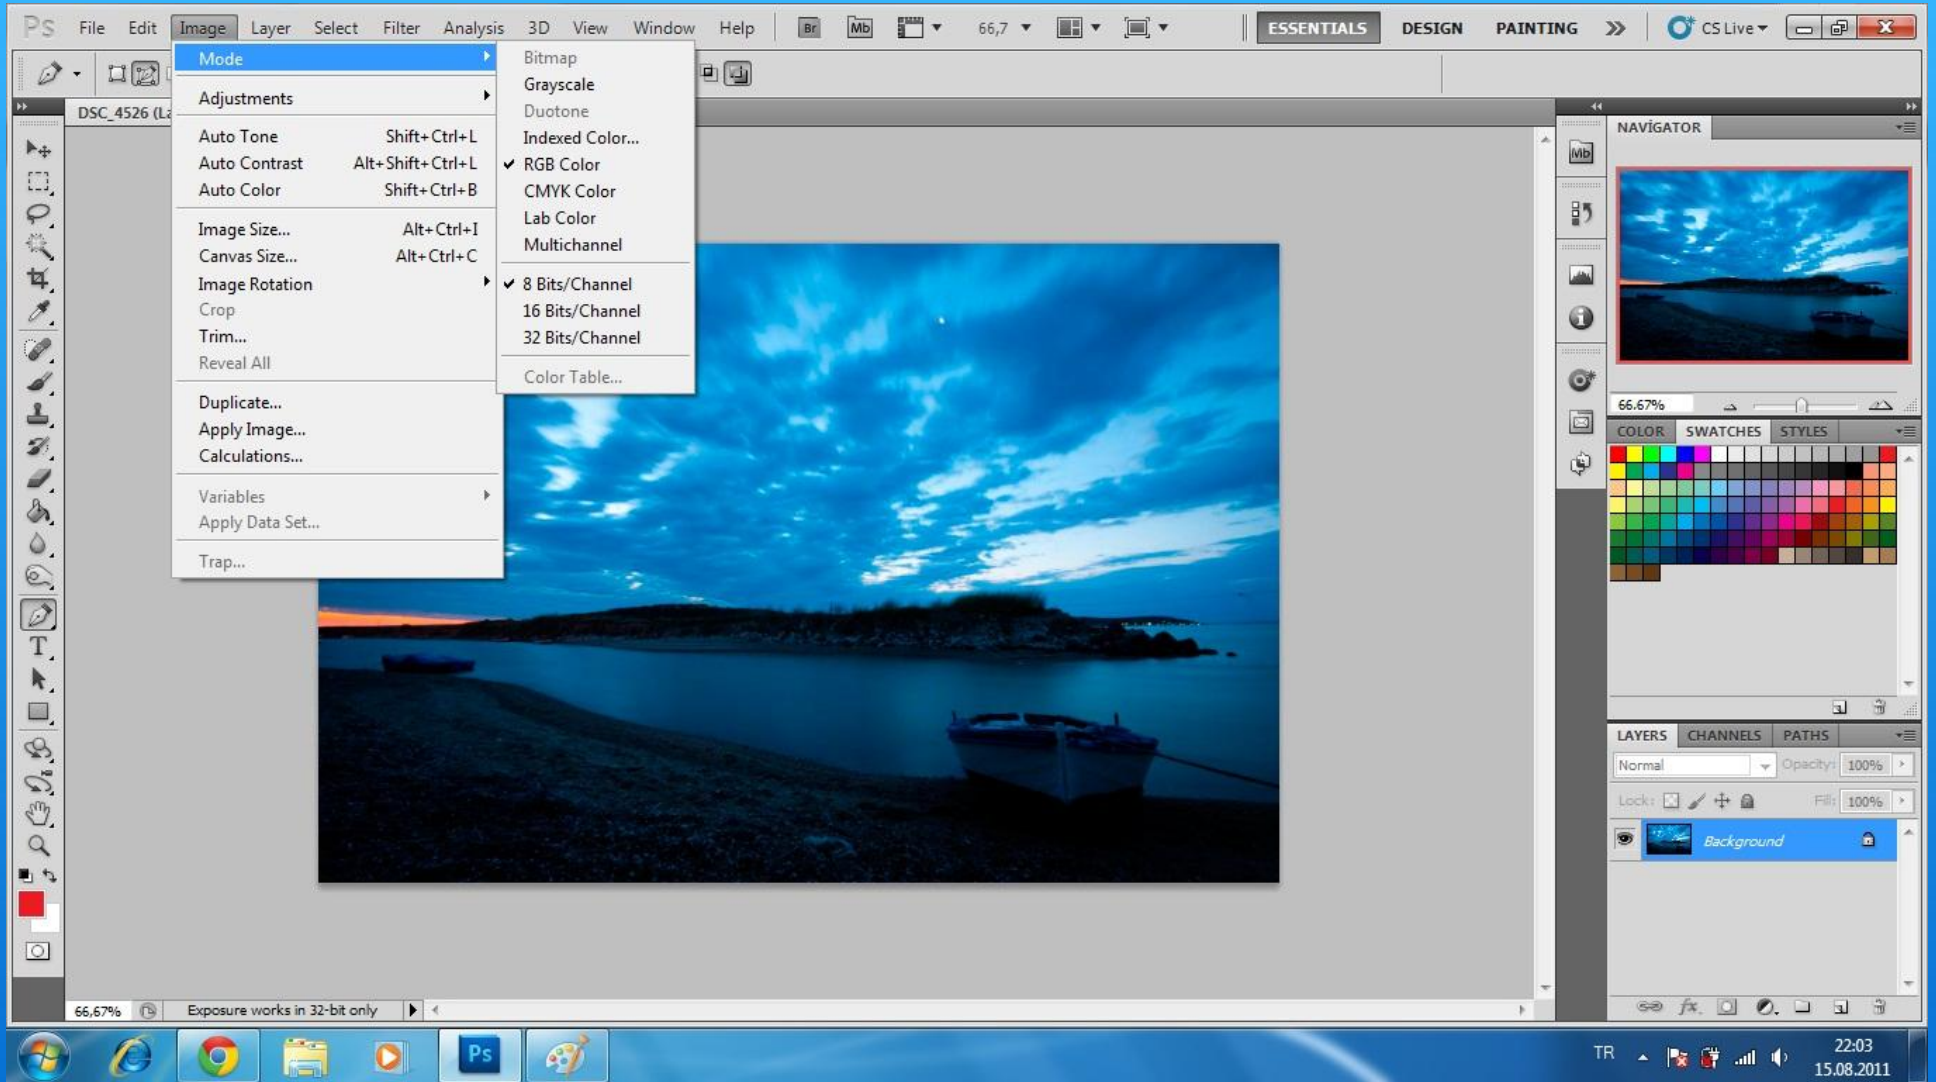 Ps File Edit Image Layer Select Filter Analysis 3D View Window Help Br Mb 66,7 ESSENTIALS DESIGN PAINTING CS Live
DSC_4526 (La
Mode
Adjustments
Auto Tone Shift+Ctrl+L
Auto Contrast Alt+Shift+Ctrl+L
Auto Color Shift+Ctrl+B
Image Size... Alt+Ctrl+I
Canvas Size... Alt+Ctrl+C
Image Rotation
Crop
Trim...
Reveal All
Duplicate...
Apply Image...
Calculations...
Variables
Apply Data Set...
Trap...
Bitmap
Grayscale
Duotone
Indexed Color...
RGB Color
CMYK Color
Lab Color
Multichannel
8 Bits/Channel
16 Bits/Channel
32 Bits/Channel
Color Table...
T
Mb
NAVİGATOR
66.67%
COLOR SWATCHES STYLES
LAYERS CHANNELS PATHS
Normal Opacity: 100%
Lock: Fill: 100%
Background
fx.
66,67% Exposure works in 32-bit only
Ps
TR
22:03
15.08.2011